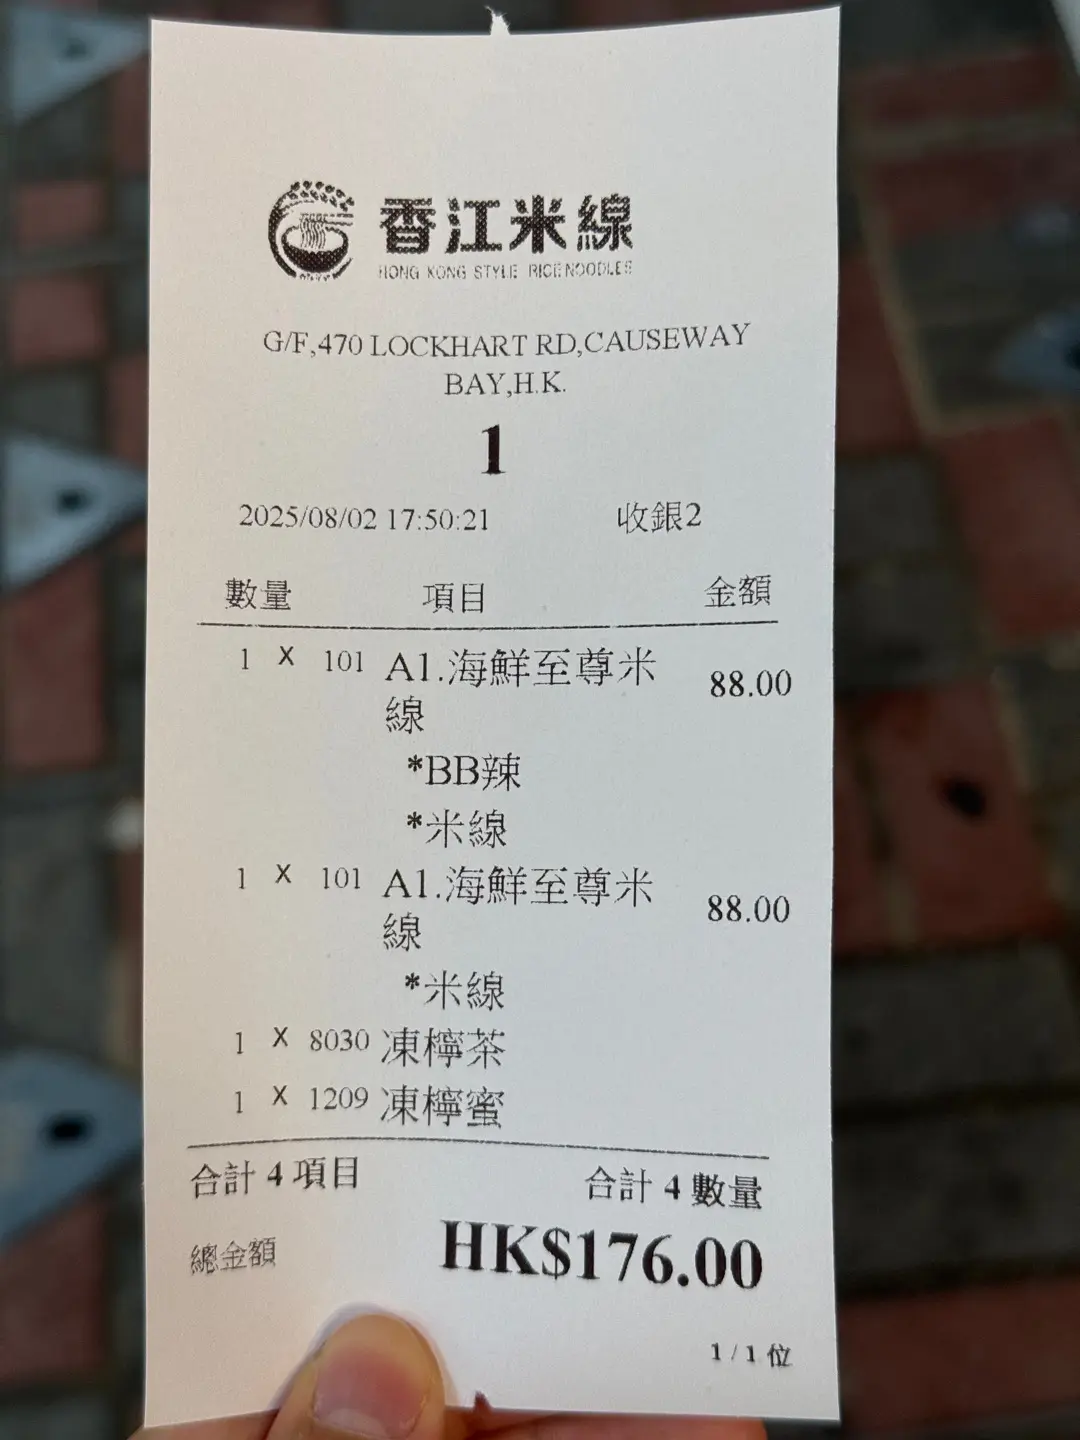 香江米線
HONG KONG STYLE RICE NOODLES
G/F,470 LOCKHART RD,CAUSEWAY
BAY,H.K.
1
2025/08/02 17:50:21 收銀2
數量 項目 金額
1 X 101 A1.海鮮至尊米 88.00
線
*BB辣
*米線
1 X 101 A1.海鮮至尊米 88.00
線
*米線
1 X 8030 凍檸茶
1 X 1209 凍檸蜜
合計 4 項目 合計 4 數量
總金額 HK$176.00
1 / 1 位